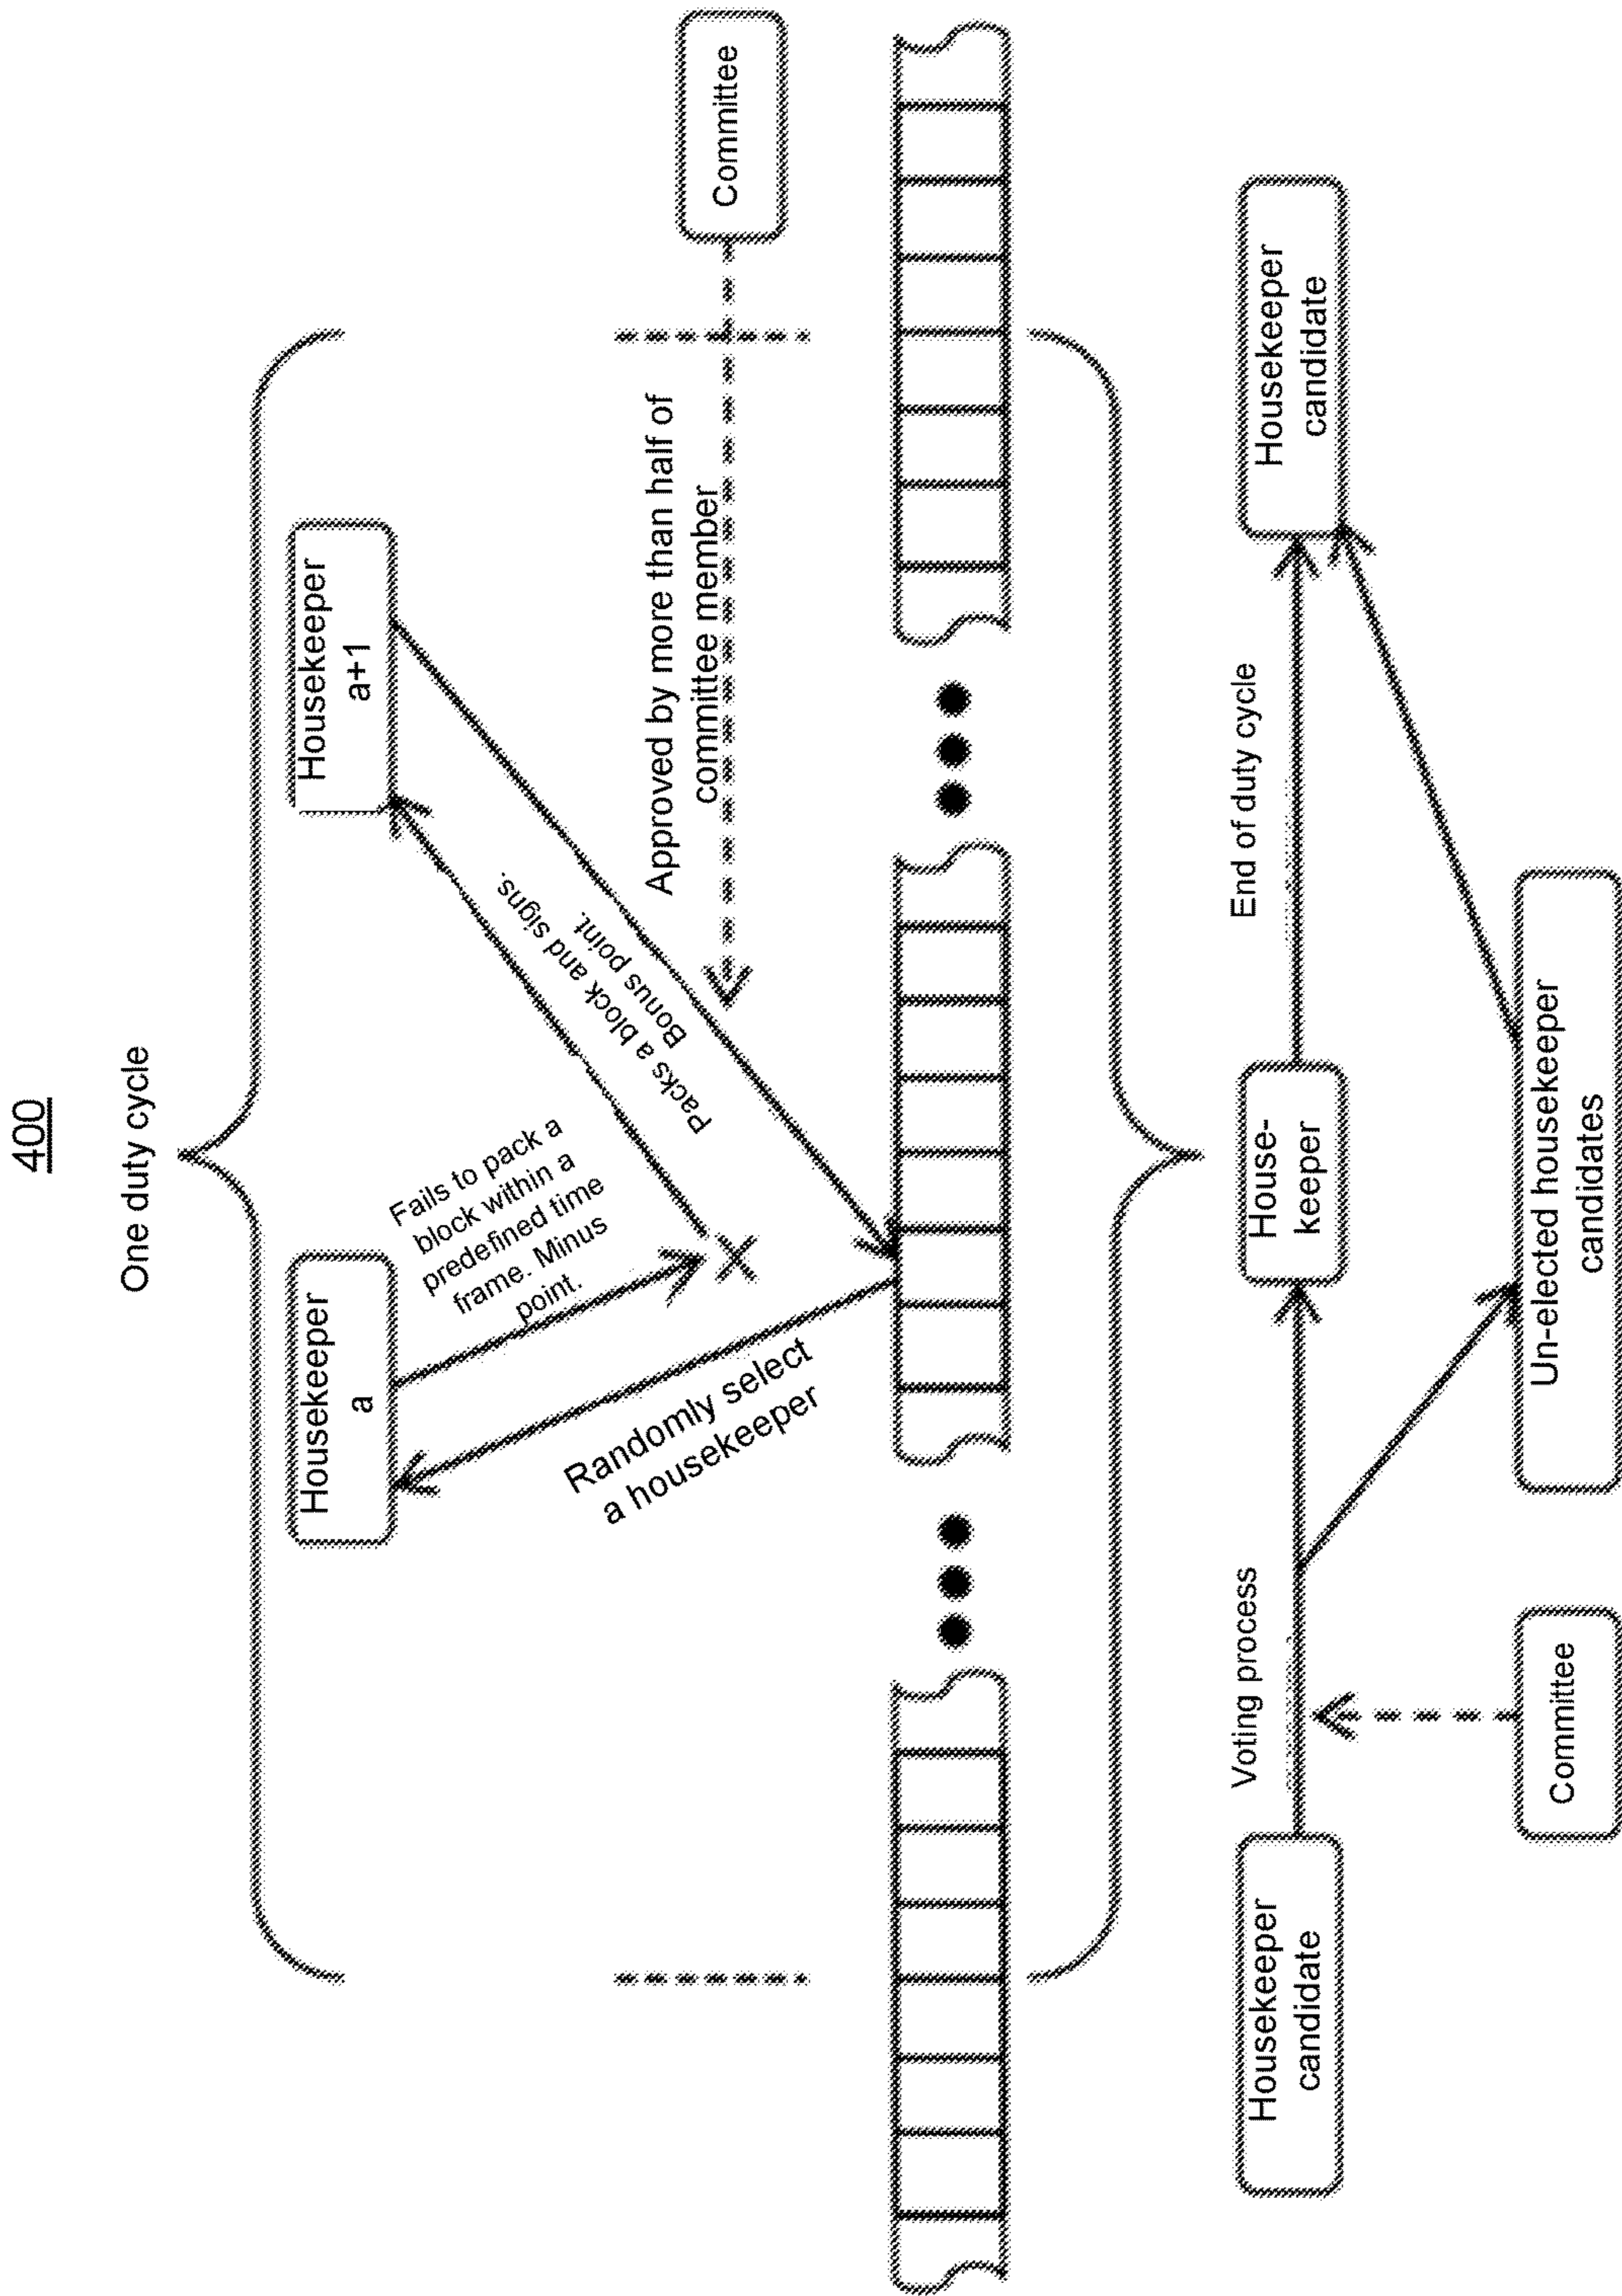 400
One duty cycle
Housekeeper
a
Housekeeper
a+1
Fails to pack a
block within a
predefined time
frame. Minus
point.
Packs a block and signs.
Bonus point.
Randomly select
a housekeeper
Approved by more than half of
committee member
Committee
Voting process
End of duty cycle
Housekeeper
candidate
House-
keeper
Housekeeper
candidate
Committee
Un-elected housekeeper
candidates